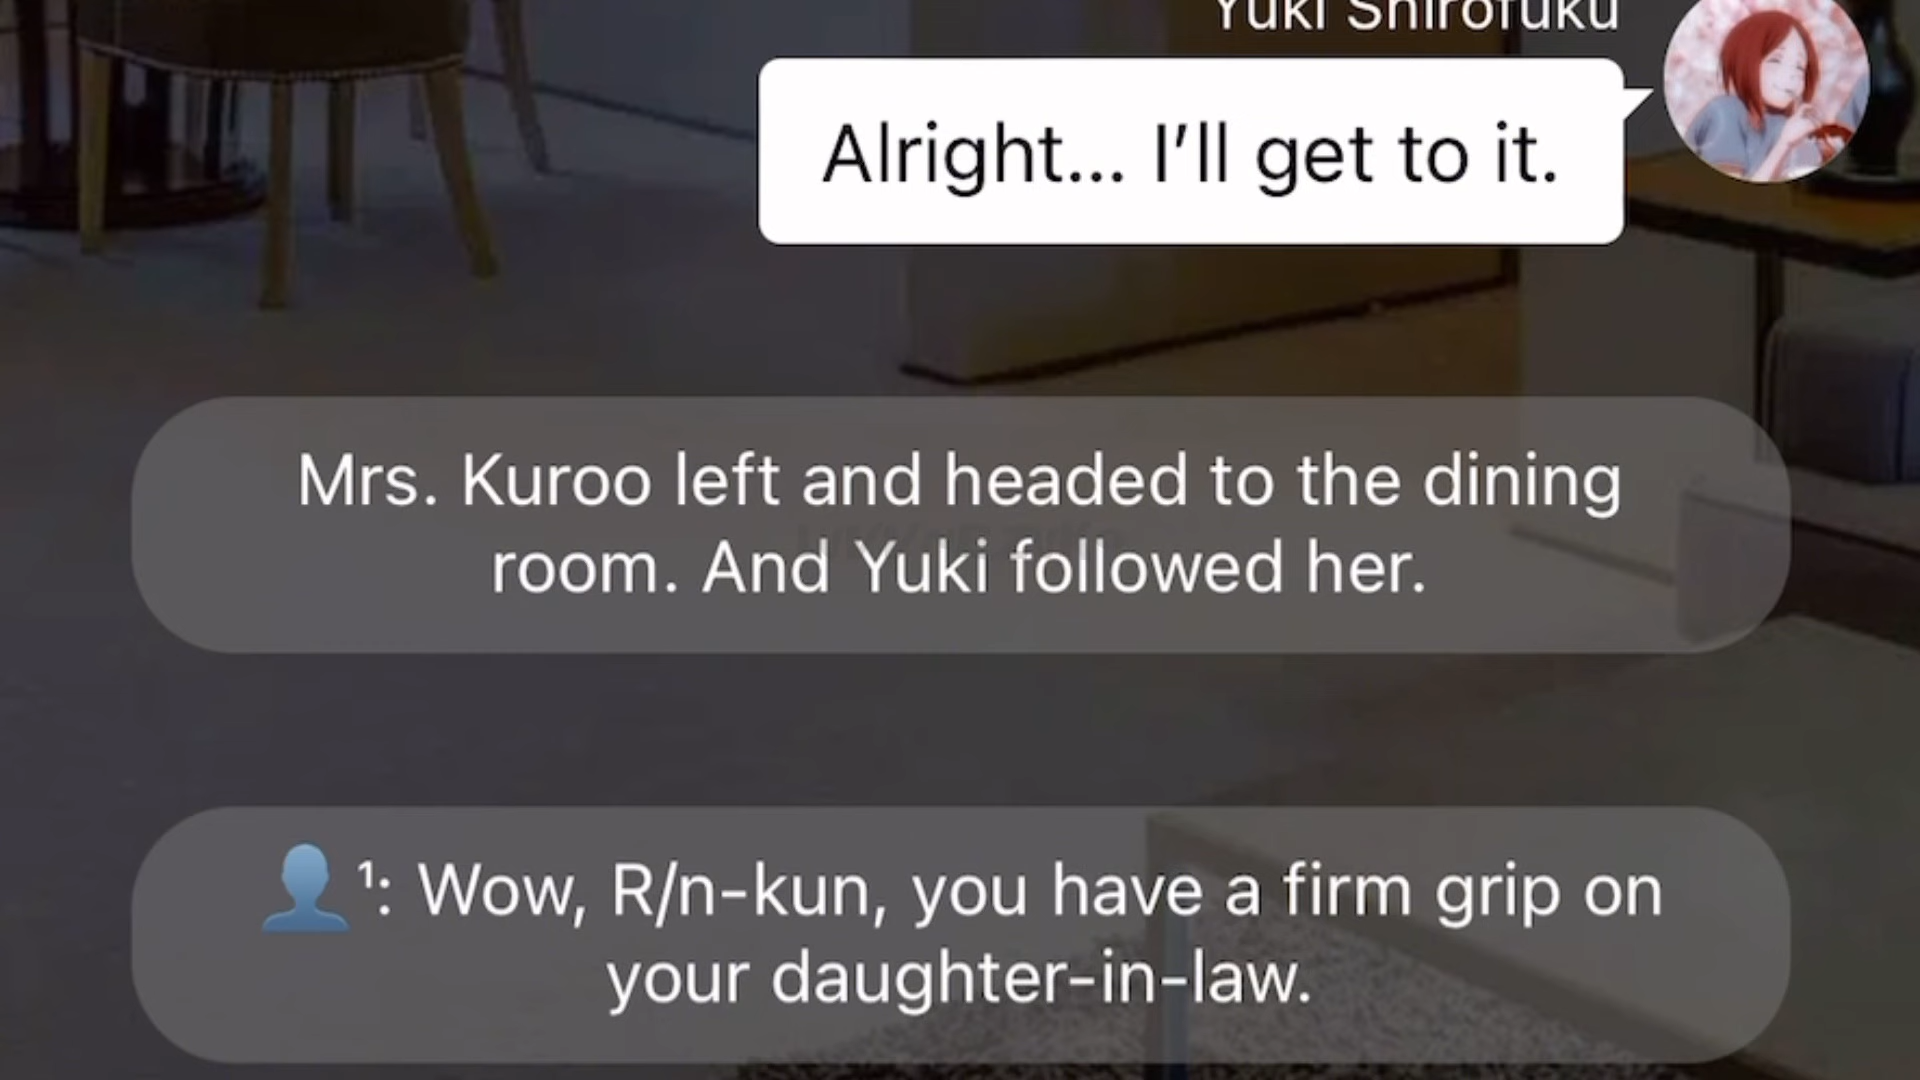 Yuki Shirofuku
Alright... I’ll get to it.
Mrs. Kuroo left and headed to the dining
room. And Yuki followed her.
👤¹: Wow, R/n-kun, you have a firm grip on
your daughter-in-law.